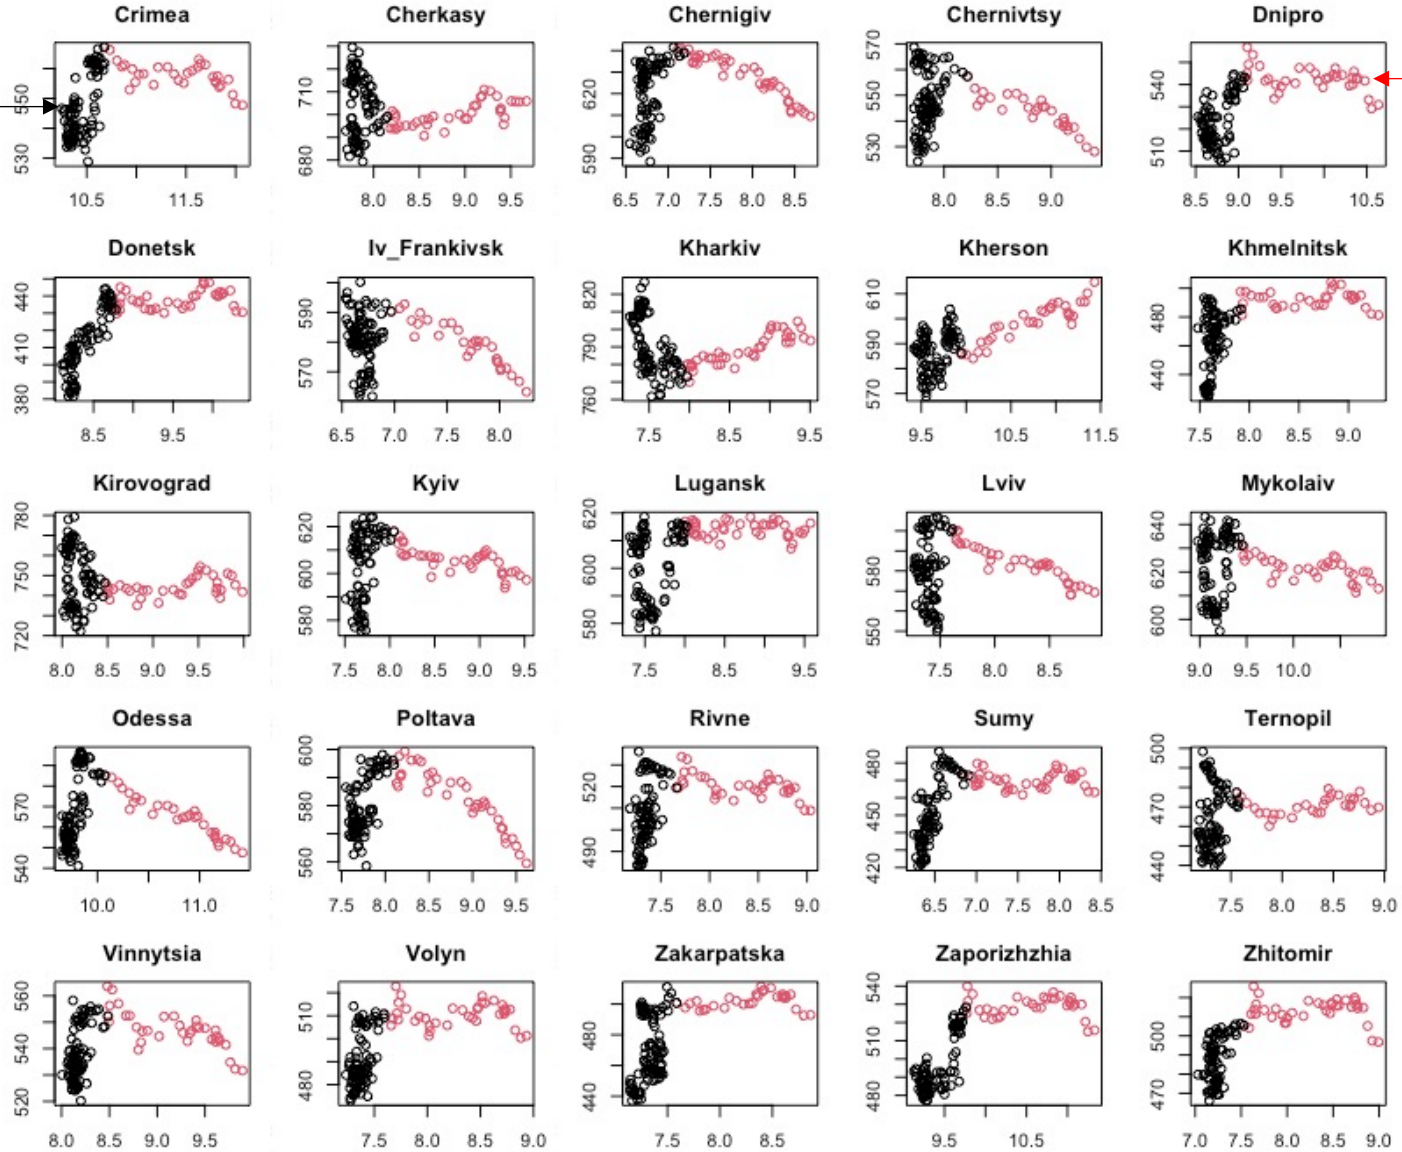 Crimea Cherkasy Chernigiv Chernivtsy Dnipro
530 550
10.5 11.5
680 710
8.0 8.5 9.0 9.5
590 620
6.5 7.0 7.5 8.0 8.5
530 550 570
8.0 8.5 9.0
510 540
8.5 9.0 9.5 10.5
Donetsk Iv_Frankivsk Kharkiv Kherson Khmelnitsk
380 410 440
8.5 9.5
570 590
6.5 7.0 7.5 8.0
760 790 820
7.5 8.0 8.5 9.0 9.5
570 590 610
9.5 10.5 11.5
440 480
7.5 8.0 8.5 9.0
Kirovograd Kyiv Lugansk Lviv Mykolaiv
720 750 780
8.0 8.5 9.0 9.5
580 600 620
7.5 8.0 8.5 9.0 9.5
580 600 620
7.5 8.5 9.5
550 580
7.5 8.0 8.5
600 620 640
9.0 9.5 10.0
Odessa Poltava Rivne Sumy Ternopil
540 570
10.0 11.0
560 580 600
7.5 8.0 8.5 9.0 9.5
490 520
7.5 8.0 8.5 9.0
420 450 480
6.5 7.0 7.5 8.0 8.5
440 470 500
7.5 8.0 8.5 9.0
Vinnytsia Volyn Zakarpatska Zaporizhzhia Zhitomir
520 540 560
8.0 8.5 9.0 9.5
480 510
7.5 8.0 8.5 9.0
440 480
7.5 8.0 8.5
480 510 540
9.5 10.5
470 500
7.0 7.5 8.0 8.5 9.0